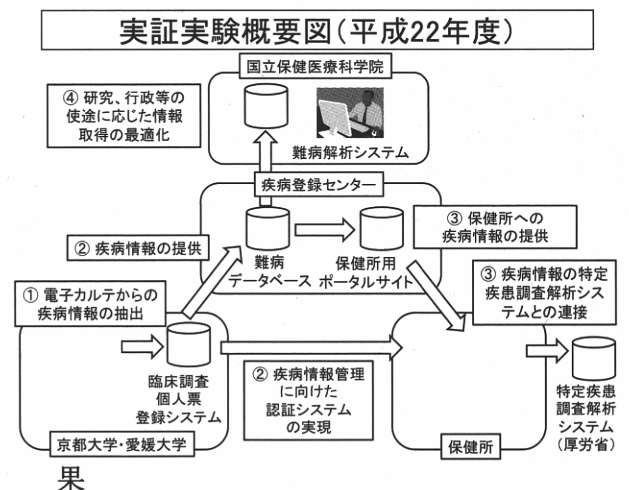 実証実験概要図(平成22年度)
国立保健医療科学院
④ 研究、行政等の
使途に応じた情報
取得の最適化
難病解析システム
疾病登録センター
② 疾病情報の提供
③ 保健所への
疾病情報の提供
難病
データベース
保健所用
ポータルサイト
① 電子カルテからの
疾病情報の抽出
③ 疾病情報の特定
疾患調査解析シス
テムとの連接
臨床調査
個人票
登録システム
② 疾病情報管理
に向けた
認証システム
の実現
特定疾患
調査解析
システム
(厚労省)
京都大学・愛媛大学
保健所
果